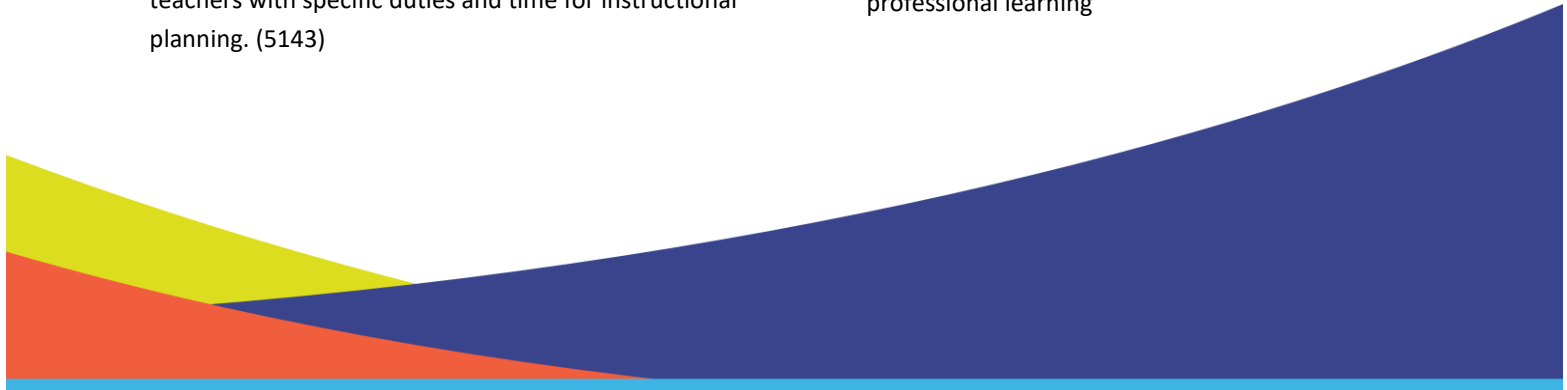 teachers with specific duties and time for instructional
planning. (5143)
professional learning